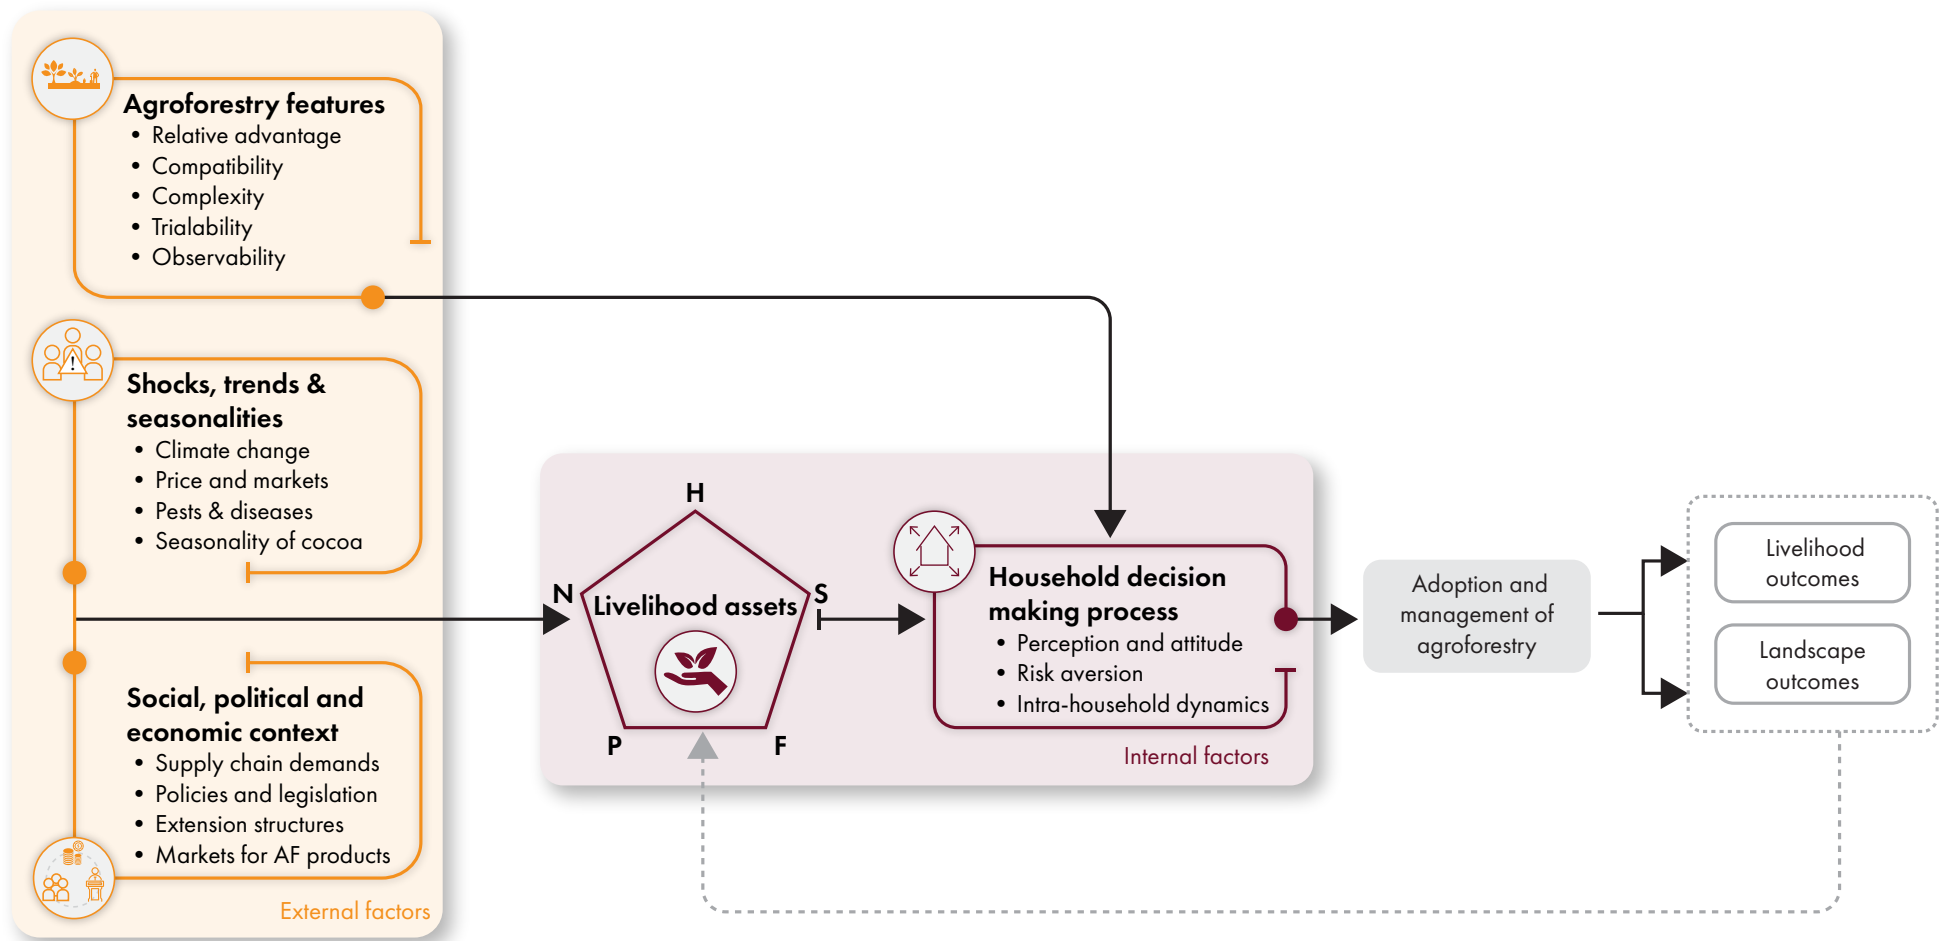 Agroforestry features
• Relative advantage
• Compatibility
• Complexity
• Trialability
• Observability
!
Shocks, trends &
seasonalities
• Climate change
• Price and markets
• Pests & diseases
• Seasonality of cocoa
Social, political and
economic context
• Supply chain demands
• Policies and legislation
• Extension structures
• Markets for AF products
External factors
H
N
S
Livelihood assets
P
F
Household decision
making process
• Perception and attitude
• Risk aversion
• Intra-household dynamics
Internal factors
Adoption and
management of
agroforestry
Livelihood
outcomes
Landscape
outcomes